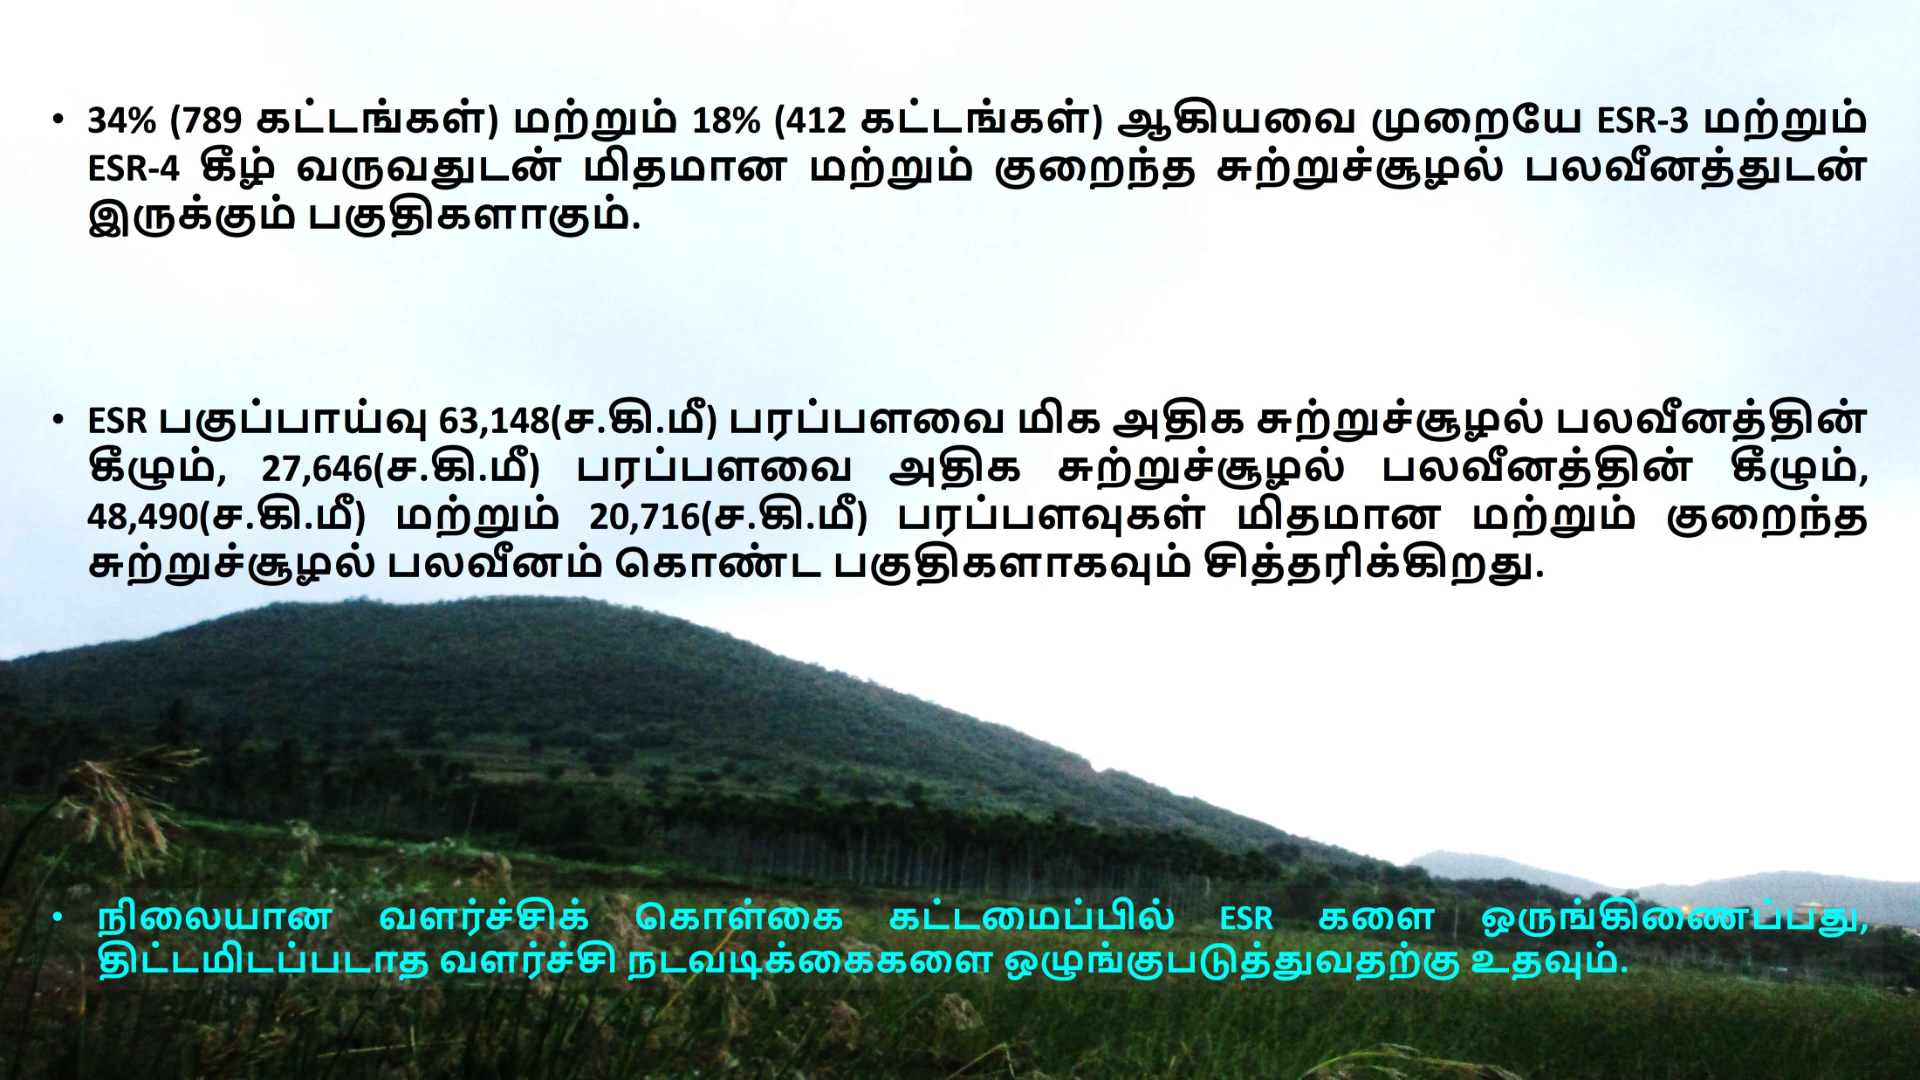 • 34% (789 கட்டங்கள்) மற்றும் 18% (412 கட்டங்கள்) ஆகியவை முறையே ESR-3 மற்றும்
ESR-4 கீழ் வருவதுடன் மிதமான மற்றும் குறைந்த சுற்றுச்சூழல் பலவீனத்துடன்
இருக்கும் பகுதிகளாகும்.
• ESR பகுப்பாய்வு 63,148(ச.கி.மீ) பரப்பளவை மிக அதிக சுற்றுச்சூழல் பலவீனத்தின்
கீழும், 27,646(ச.கி.மீ) பரப்பளவை அதிக சுற்றுச்சூழல் பலவீனத்தின் கீழும்,
48,490(ச.கி.மீ) மற்றும் 20,716(ச.கி.மீ) பரப்பளவுகள் மிதமான மற்றும் குறைந்த
சுற்றுச்சூழல் பலவீனம் கொண்ட பகுதிகளாகவும் சித்தரிக்கிறது.
• நிலையான வளர்ச்சிக் கொள்கை கட்டமைப்பில் ESR களை ஒருங்கிணைப்பது,
திட்டமிடப்படாத வளர்ச்சி நடவடிக்கைகளை ஒழுங்குபடுத்துவதற்கு உதவும்.